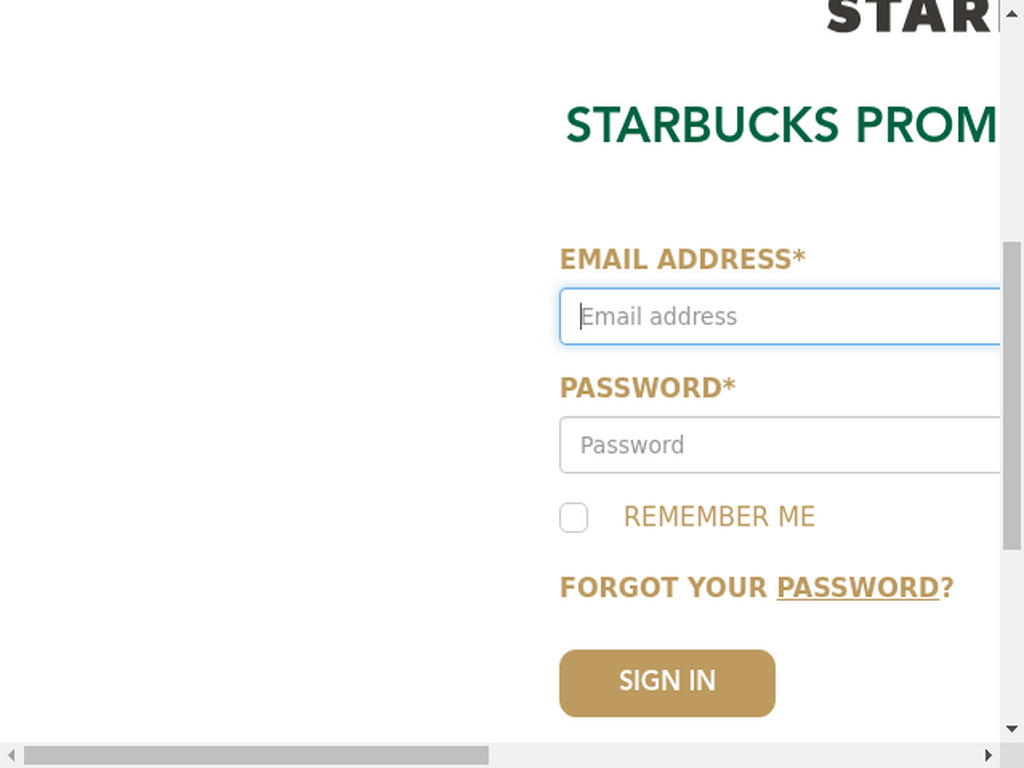 STAR
STARBUCKS PROM
EMAIL ADDRESS*
Email address
PASSWORD*
Password
REMEMBER ME
FORGOT YOUR PASSWORD?
SIGN IN